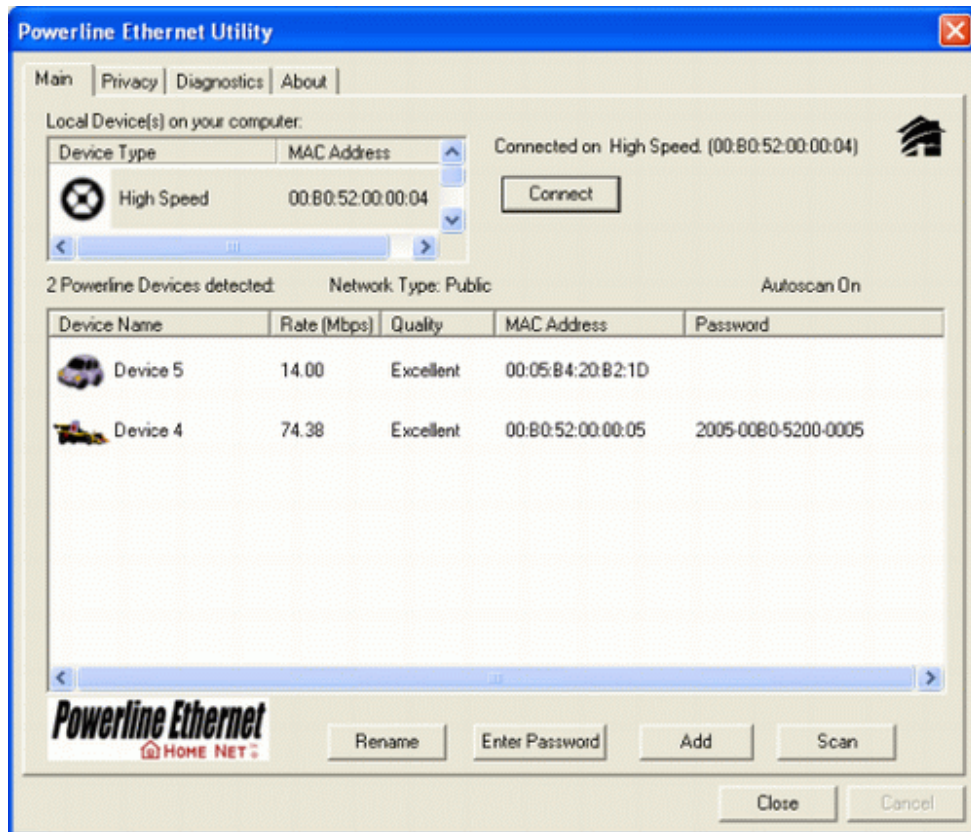 Powerline Ethernet Utility
Main Privacy Diagnostics About
Local Device(s) on your computer:
Device Type MAC Address
High Speed 00:B0:52:00:00:04
Connected on High Speed. (00:B0:52:00:00:04)
Connect
2 Powerline Devices detected: Network Type: Public Autoscan On
Device Name Rate (Mbps) Quality MAC Address Password
Device 5 14.00 Excellent 00:05:B4:20:B2:1D
Device 4 74.38 Excellent 00:B0:52:00:00:05 2005-00B0-5200-0005
Powerline Ethernet
HOME NET
Rename Enter Password Add Scan
Close Cancel